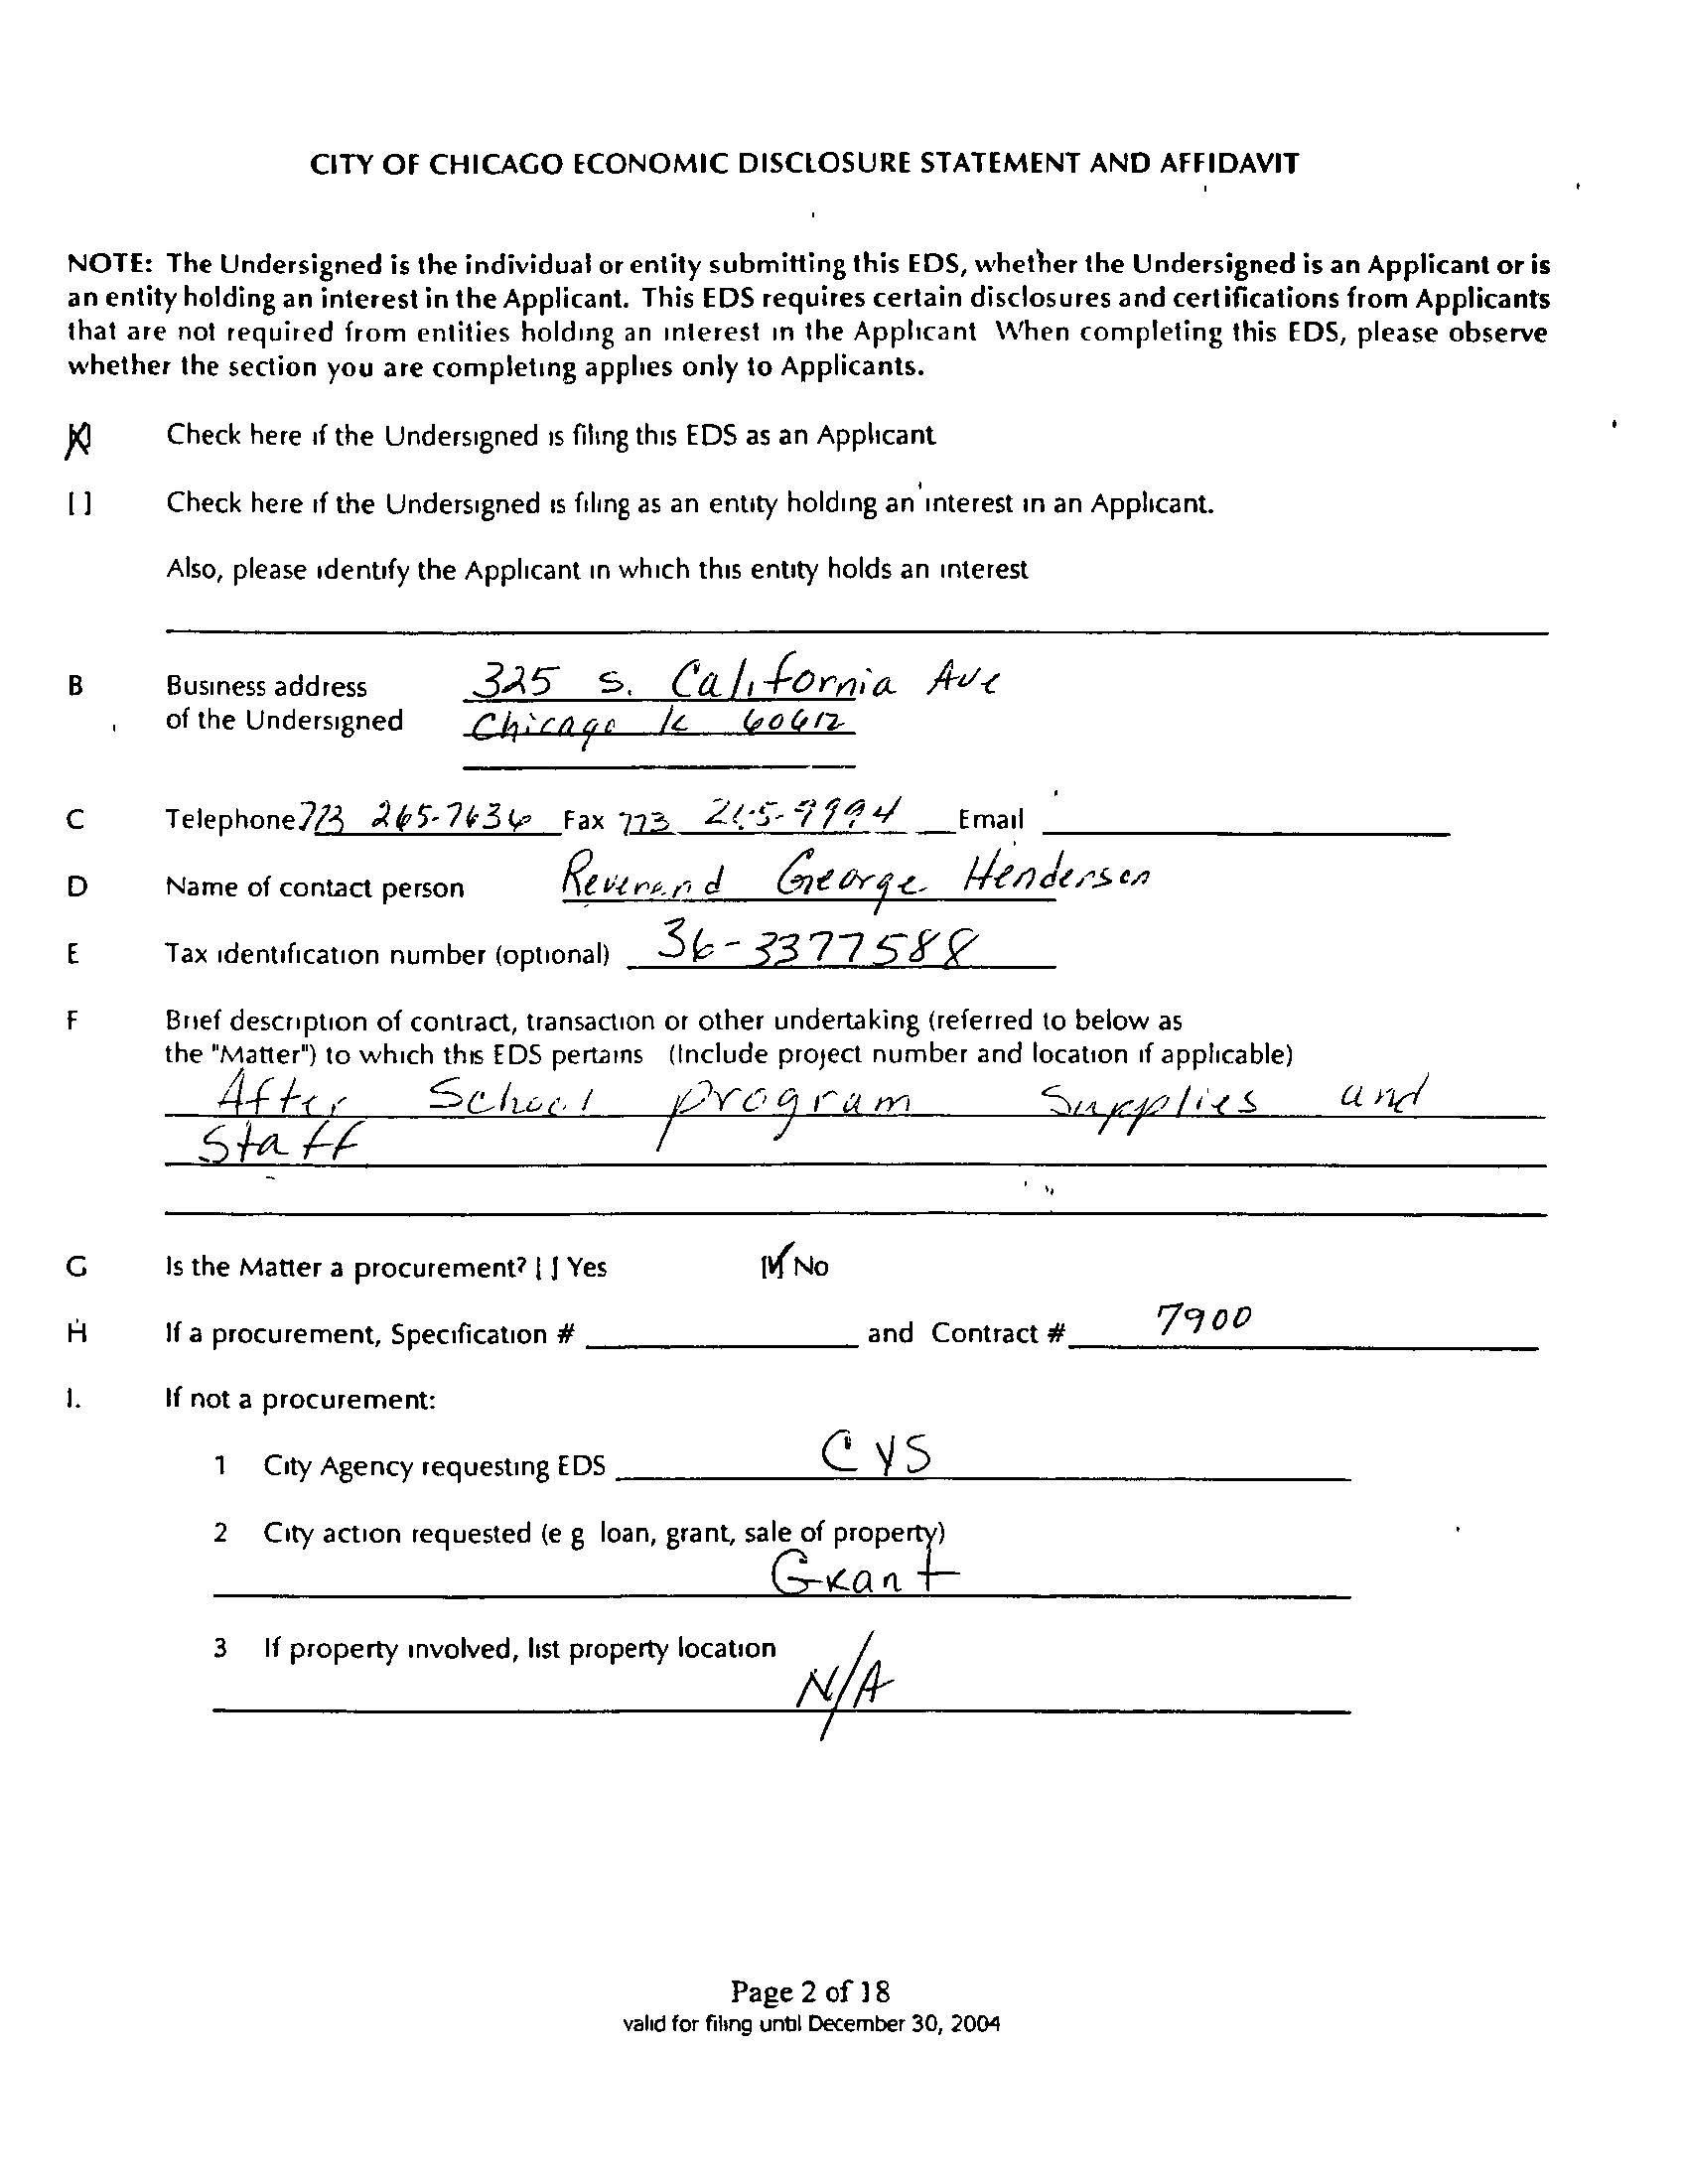 CITY OF CHICAGO ECONOMIC DISCLOSURE STATEMENT AND AFFIDAVIT
NOTE: The Undersigned is the individual or entity submitting this EDS, whether the Undersigned is an Applicant or is
an entity holding an interest in the Applicant. This EDS requires certain disclosures and certifications from Applicants
that are not required from entities holding an interest in the Applicant When completing this EDS, please observe
whether the section you are completing applies only to Applicants.
[X] Check here if the Undersigned is filing this EDS as an Applicant
[ ] Check here if the Undersigned is filing as an entity holding an interest in an Applicant.
Also, please identify the Applicant in which this entity holds an interest
B Business address 325 S. California Ave
of the Undersigned Chicago IL 60612
C Telephone 773 265-7636 Fax 773 265-9994 Email
D Name of contact person Reverend George Henderson
E Tax identification number (optional) 36-3377588
F Brief description of contract, transaction or other undertaking (referred to below as
the "Matter") to which this EDS pertains (Include project number and location if applicable)
After School program Supplies and
Staff
G Is the Matter a procurement? [ ] Yes [✓] No
H If a procurement, Specification # and Contract # 7900
I. If not a procurement:
1 City Agency requesting EDS CYS
2 City action requested (e g loan, grant, sale of property)
Grant
3 If property involved, list property location
N/A
Page 2 of 18
valid for filing until December 30, 2004